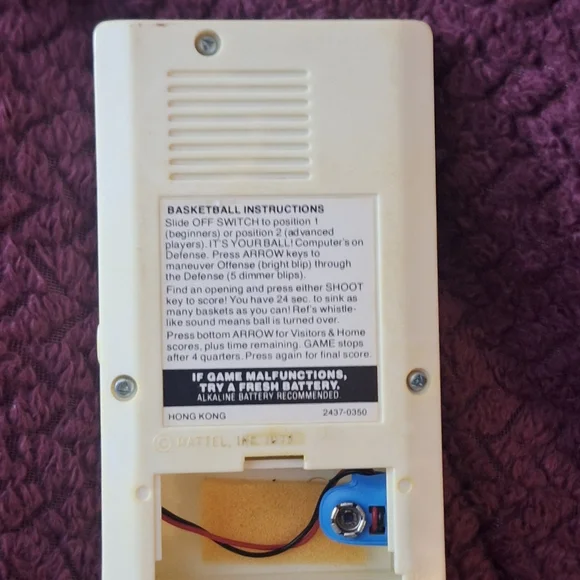 BASKETBALL INSTRUCTIONS
Slide OFF SWITCH to position 1
(beginners) or position 2 (advanced
players). IT'S YOUR BALL! Computer's on
Defense. Press ARROW keys to
maneuver Offense (bright blip) through
the Defense (5 dimmer blips).
Find an opening and press either SHOOT
key to score! You have 24 sec. to sink as
many baskets as you can! Ref's whistle-
like sound means ball is turned over.
Press bottom ARROW for Visitors & Home
scores, plus time remaining. GAME stops
after 4 quarters. Press again for final score.
IF GAME MALFUNCTIONS,
TRY A FRESH BATTERY.
ALKALINE BATTERY RECOMMENDED.
HONG KONG 2437-0350
© MATTEL, INC. 1978